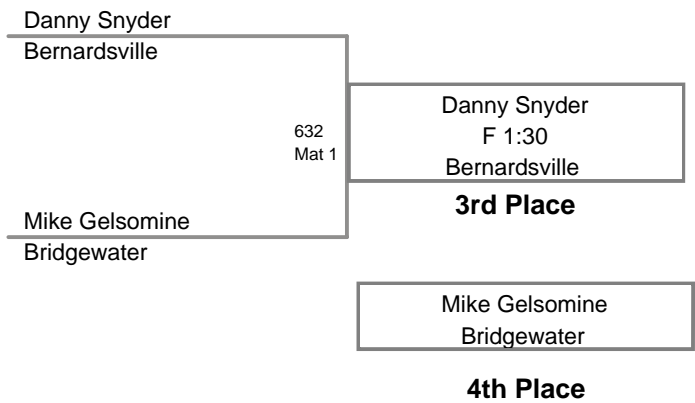 Danny Snyder
Bernardsville
632
Mat 1
Danny Snyder
F 1:30
Bernardsville
3rd Place
Mike Gelsomine
Bridgewater
Mike Gelsomine
Bridgewater
4th Place